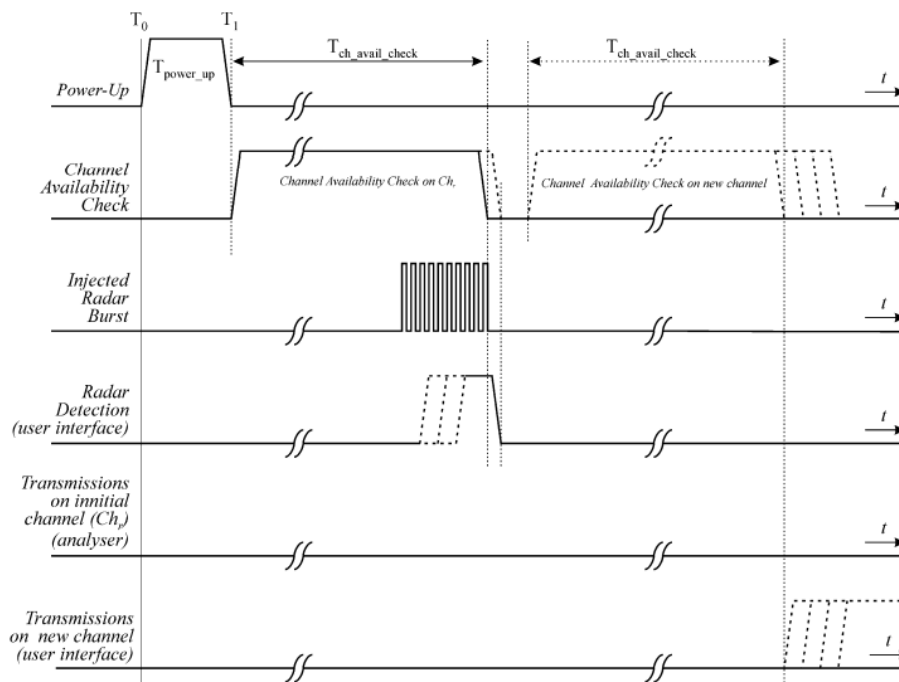 T0 T1
Tch_avail_check Tch_avail_check
Tpower_up
Power-Up
t
Channel
Availability
Check
Channel Availability Check on Chr
Channel Availability Check on new channel
t
Injected
Radar
Burst
t
Radar
Detection
(user interface)
t
Transmissions
on innitial
channel (Chr)
(analyser)
t
Transmissions
on new channel
(user interface)
t